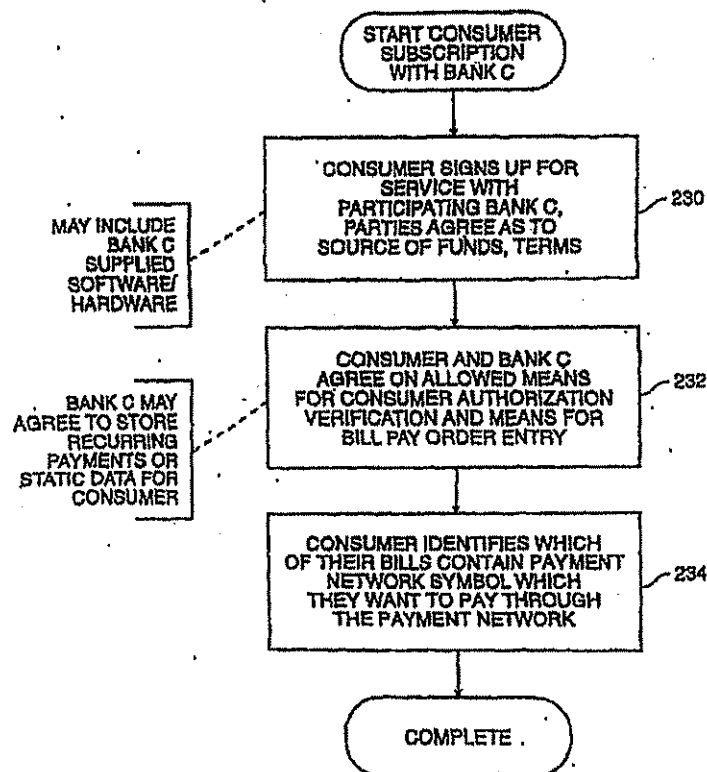 START CONSUMER
SUBSCRIPTION
WITH BANK C
CONSUMER SIGNS UP FOR
SERVICE WITH
PARTICIPATING BANK C,
PARTIES AGREE AS TO
SOURCE OF FUNDS, TERMS
230
MAY INCLUDE
BANK C
SUPPLIED
SOFTWARE/
HARDWARE
CONSUMER AND BANK C
AGREE ON ALLOWED MEANS
FOR CONSUMER AUTHORIZATION
VERIFICATION AND MEANS FOR
BILL PAY ORDER ENTRY
232
BANK C MAY
AGREE TO STORE
RECURRING
PAYMENTS OR
STATIC DATA FOR
CONSUMER
CONSUMER IDENTIFIES WHICH
OF THEIR BILLS CONTAIN PAYMENT
NETWORK SYMBOL WHICH
THEY WANT TO PAY THROUGH
THE PAYMENT NETWORK
234
COMPLETE